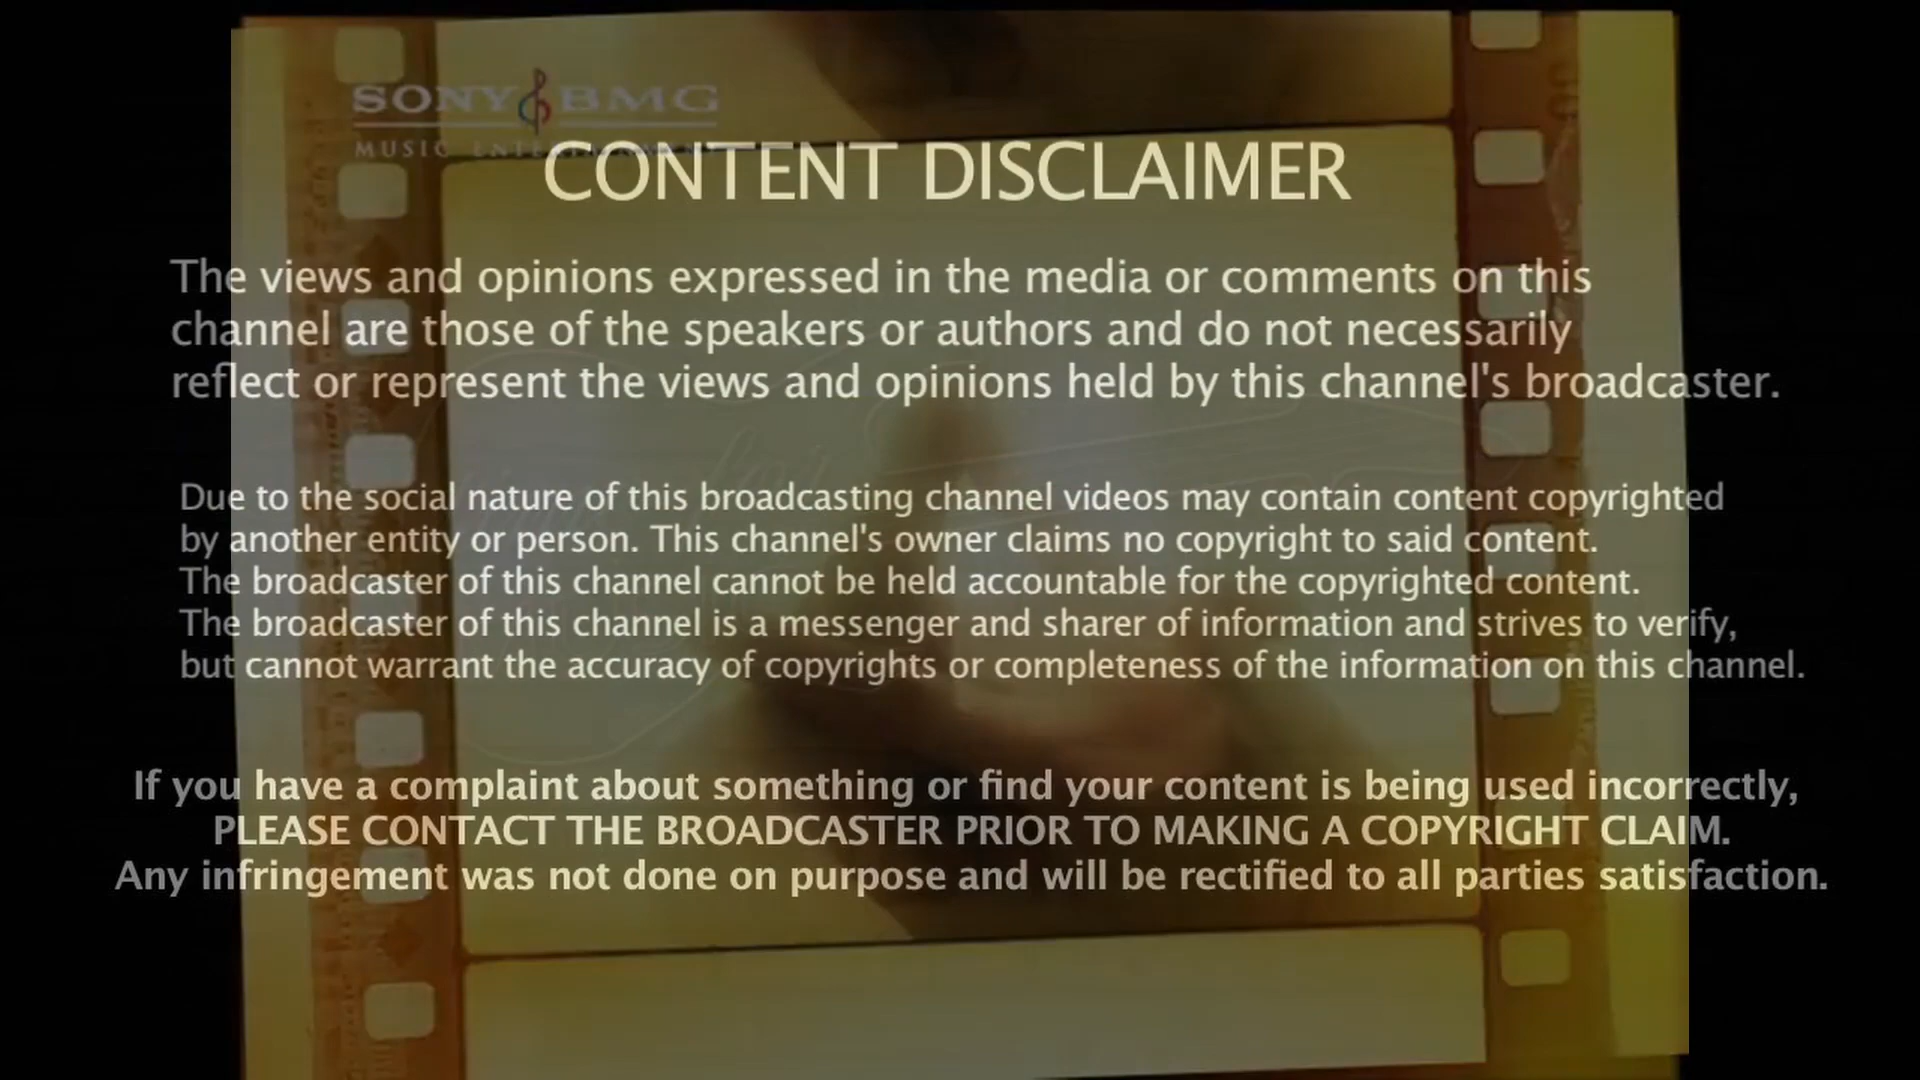 SONY BMG
MUSIC ENTERTAINMENT
CONTENT DISCLAIMER
The views and opinions expressed in the media or comments on this
channel are those of the speakers or authors and do not necessarily
reflect or represent the views and opinions held by this channel's broadcaster.
Due to the social nature of this broadcasting channel videos may contain content copyrighted
by another entity or person. This channel's owner claims no copyright to said content.
The broadcaster of this channel cannot be held accountable for the copyrighted content.
The broadcaster of this channel is a messenger and sharer of information and strives to verify,
but cannot warrant the accuracy of copyrights or completeness of the information on this channel.
If you have a complaint about something or find your content is being used incorrectly,
PLEASE CONTACT THE BROADCASTER PRIOR TO MAKING A COPYRIGHT CLAIM.
Any infringement was not done on purpose and will be rectified to all parties satisfaction.